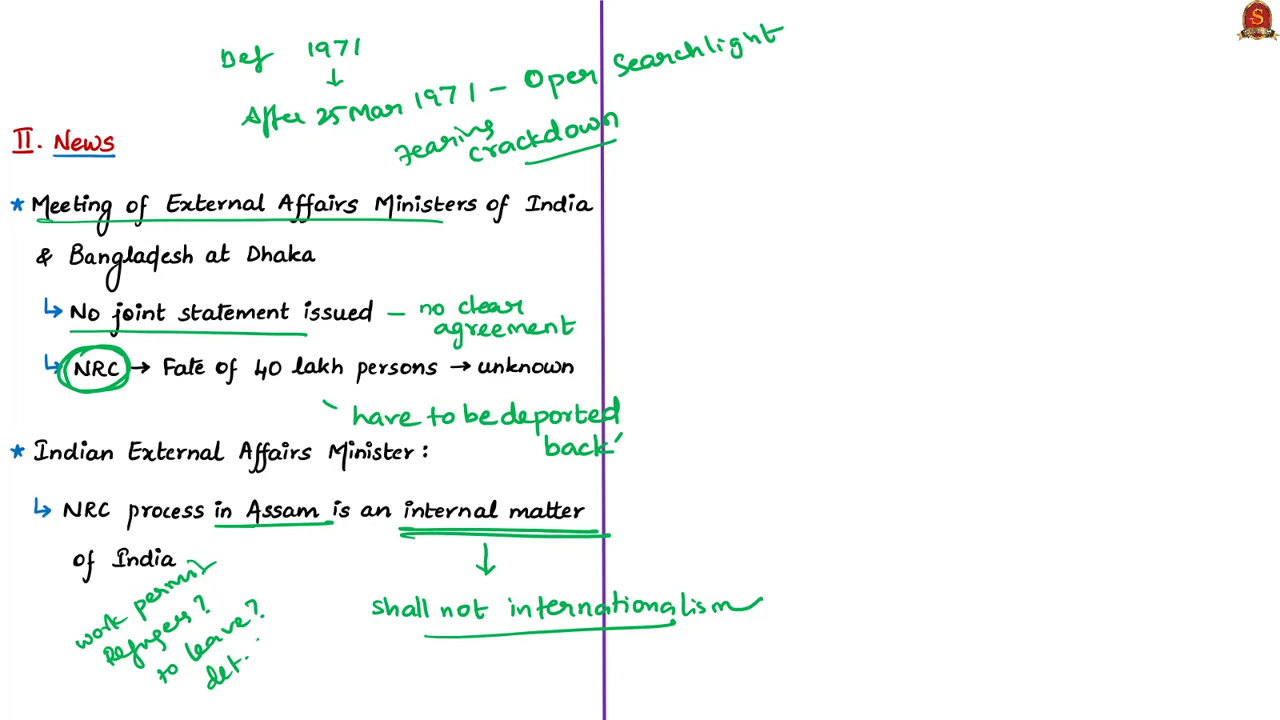 Def 1971
↓
After 25 Mar 1971 - Oper Searchlight
fearing
crackdown
II. News
* Meeting of External Affairs Ministers of India
& Bangladesh at Dhaka
↳ No joint statement issued - no clear
agreement
↳ NRC → Fate of 40 lakh persons → unknown
have to be deported
back
* Indian External Affairs Minister:
↳ NRC process in Assam is an internal matter
of India
↓
shall not internationalism
work permit
Refugees?
to leave?
det.
S